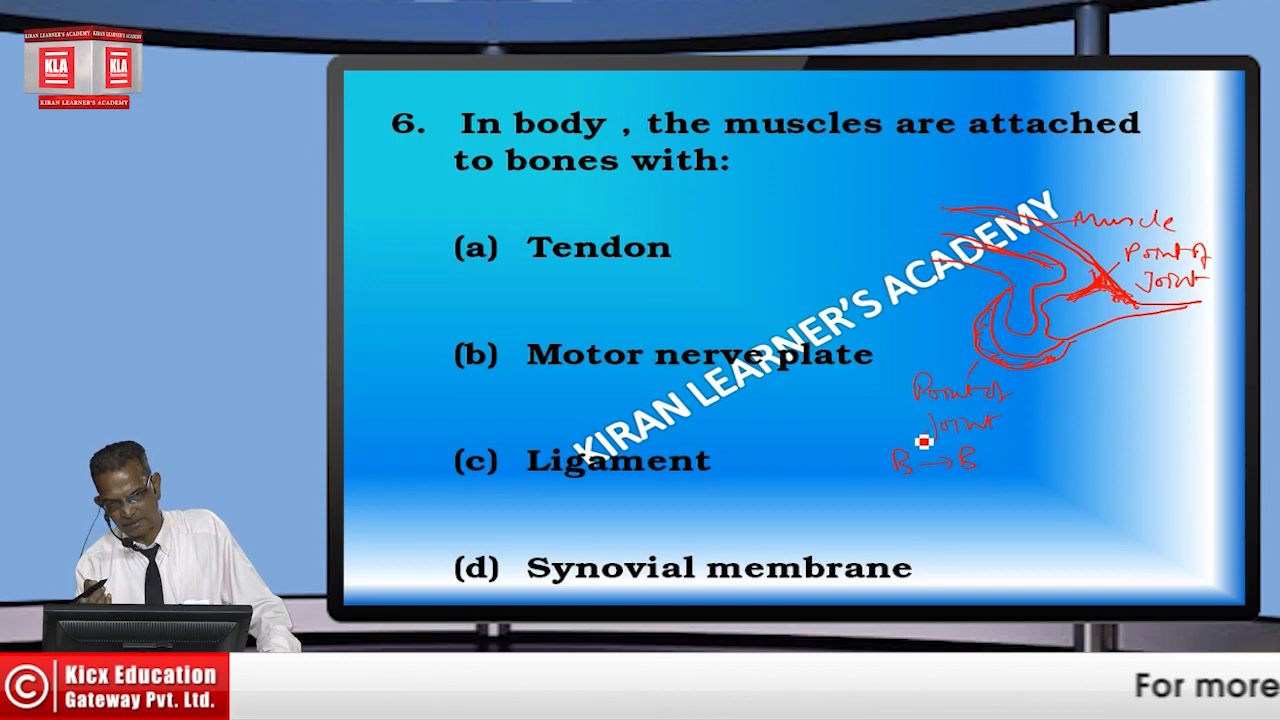 KIRAN LEARNER'S ACADEMY KIRAN LEARNER'S ACADEMY
KLA KLA
KIRAN LEARNER'S ACADEMY
6. In body , the muscles are attached
to bones with:
(a) Tendon
(b) Motor nerve plate
(c) Ligament
(d) Synovial membrane
Muscle
Point of
Joint
Point of
Joint
B → B
KIRAN LEARNER'S ACADEMY
© Kicx Education
Gateway Pvt. Ltd.
For more